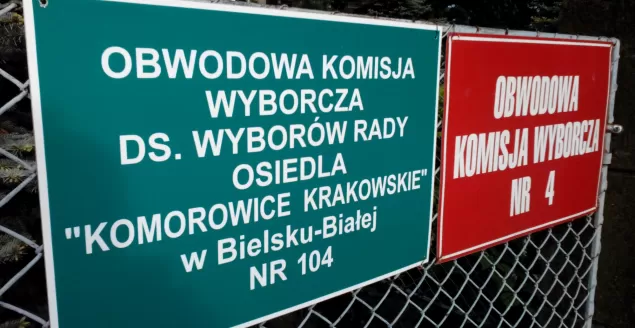 OBWODOWA KOMISJA
WYBORCZA
DS. WYBORÓW RADY
OSIEDLA
"KOMOROWICE KRAKOWSKIE"
w Bielsku-Białej
NR 104
OBWODOWA
KOMISJA WYBORCZA
NR 4